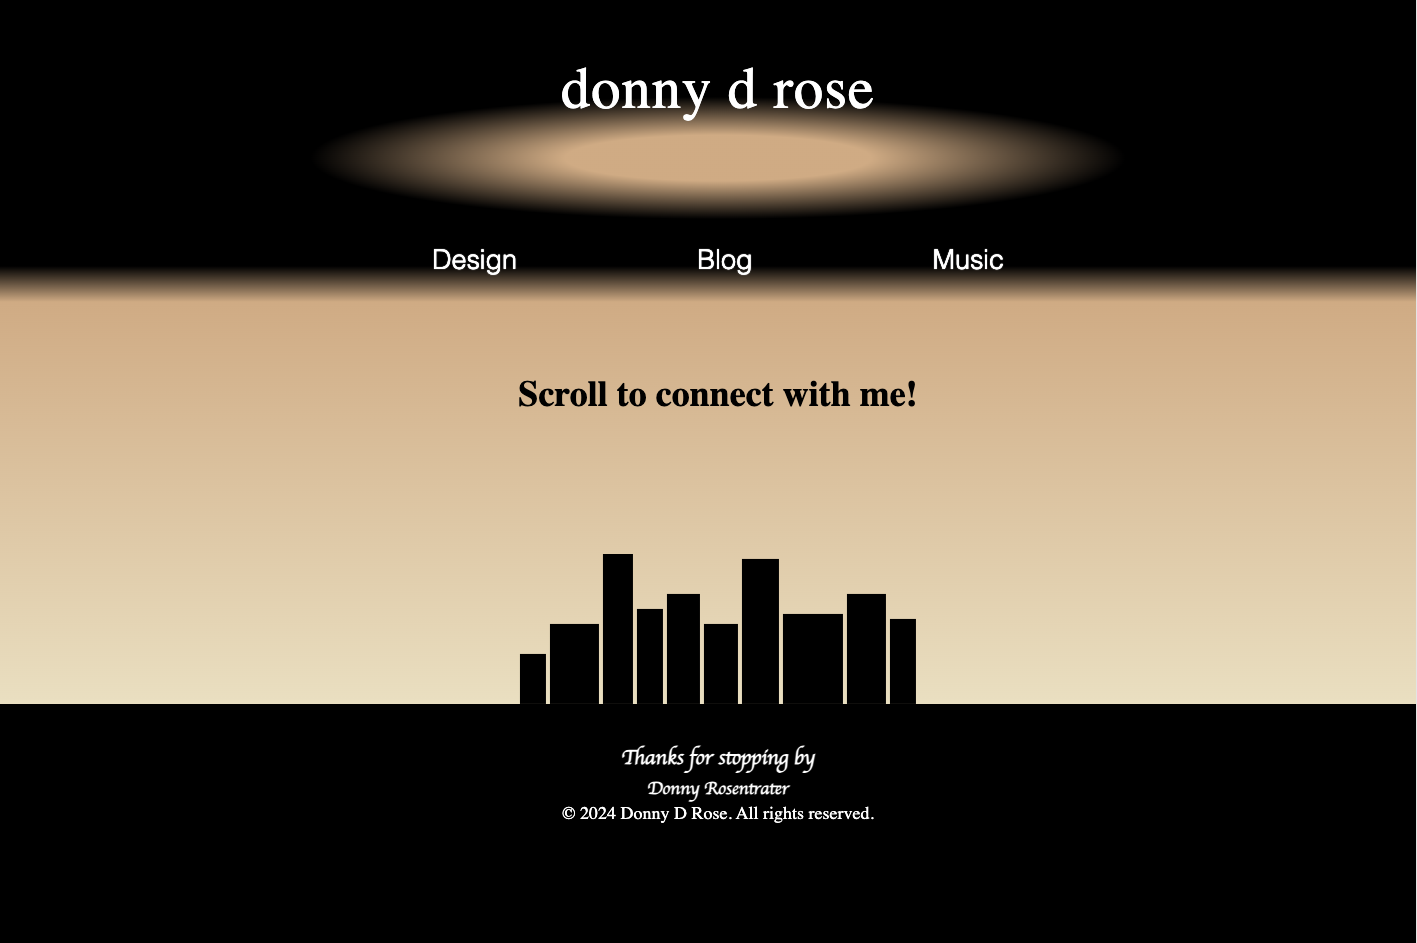 donny d rose
Design Blog Music
Scroll to connect with me!
Thanks for stopping by
Donny Rosentrater
© 2024 Donny D Rose. All rights reserved.